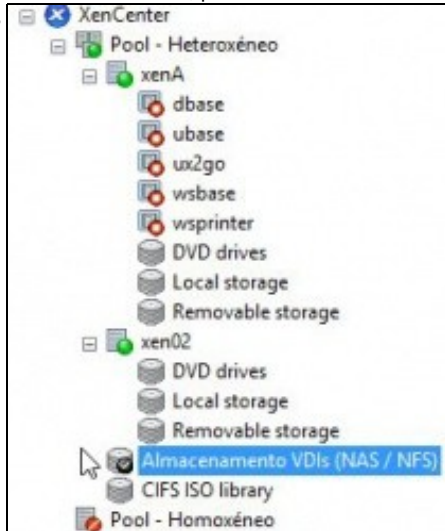 XenCenter
Pool - Heteroxéneo
xenA
dbase
ubase
ux2go
wsbase
wsprinter
DVD drives
Local storage
Removable storage
xen02
DVD drives
Local storage
Removable storage
Almacenamento VDIs (NAS / NFS)
CIFS ISO library
Pool - Homoxéneo